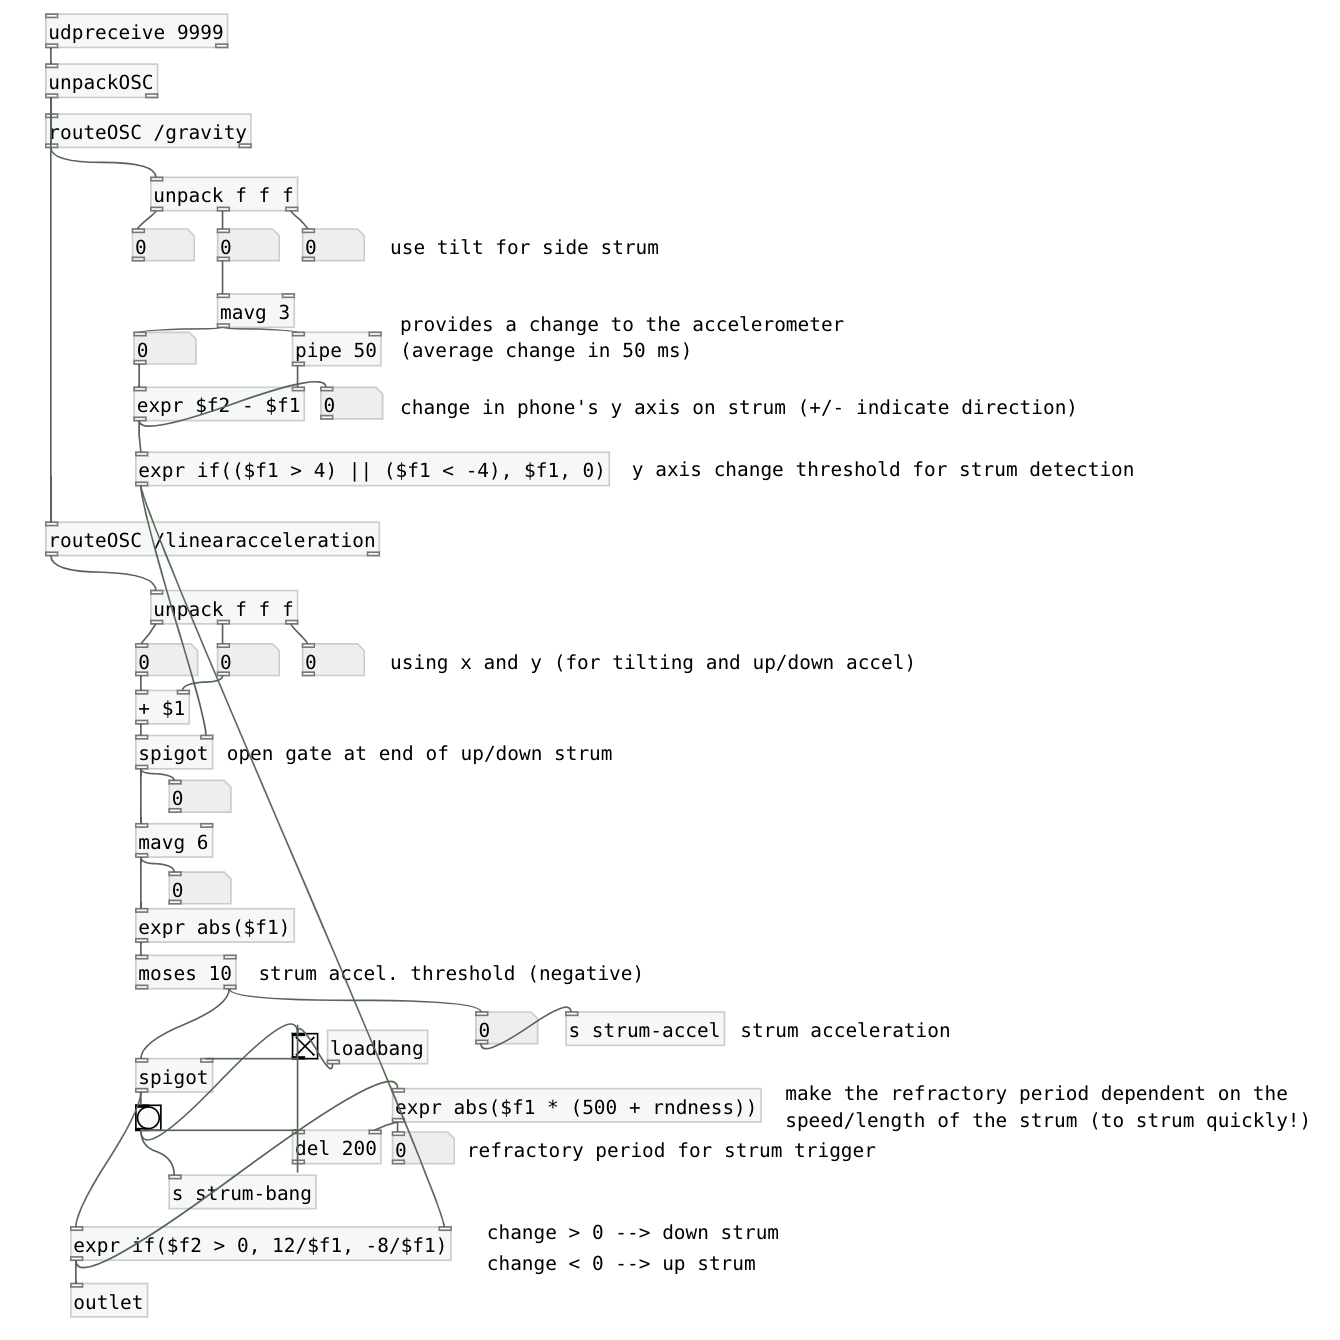 udpreceive 9999
unpackOSC
routeOSC /gravity
unpack f f f
0 0 0 use tilt for side strum
mavg 3
provides a change to the accelerometer
0 pipe 50 (average change in 50 ms)
expr $f2 - $f1 0 change in phone's y axis on strum (+/- indicate direction)
expr if(($f1 > 4) || ($f1 < -4), $f1, 0) y axis change threshold for strum detection
routeOSC /linearacceleration
unpack f f f
0 0 0 using x and y (for tilting and up/down accel)
+ $1
spigot open gate at end of up/down strum
0
mavg 6
0
expr abs($f1)
moses 10 strum accel. threshold (negative)
0 s strum-accel strum acceleration
loadbang
spigot
make the refractory period dependent on the
expr abs($f1 * (500 + rndness))
speed/length of the strum (to strum quickly!)
del 200 0 refractory period for strum trigger
s strum-bang
change > 0 --> down strum
expr if($f2 > 0, 12/$f1, -8/$f1)
change < 0 --> up strum
outlet